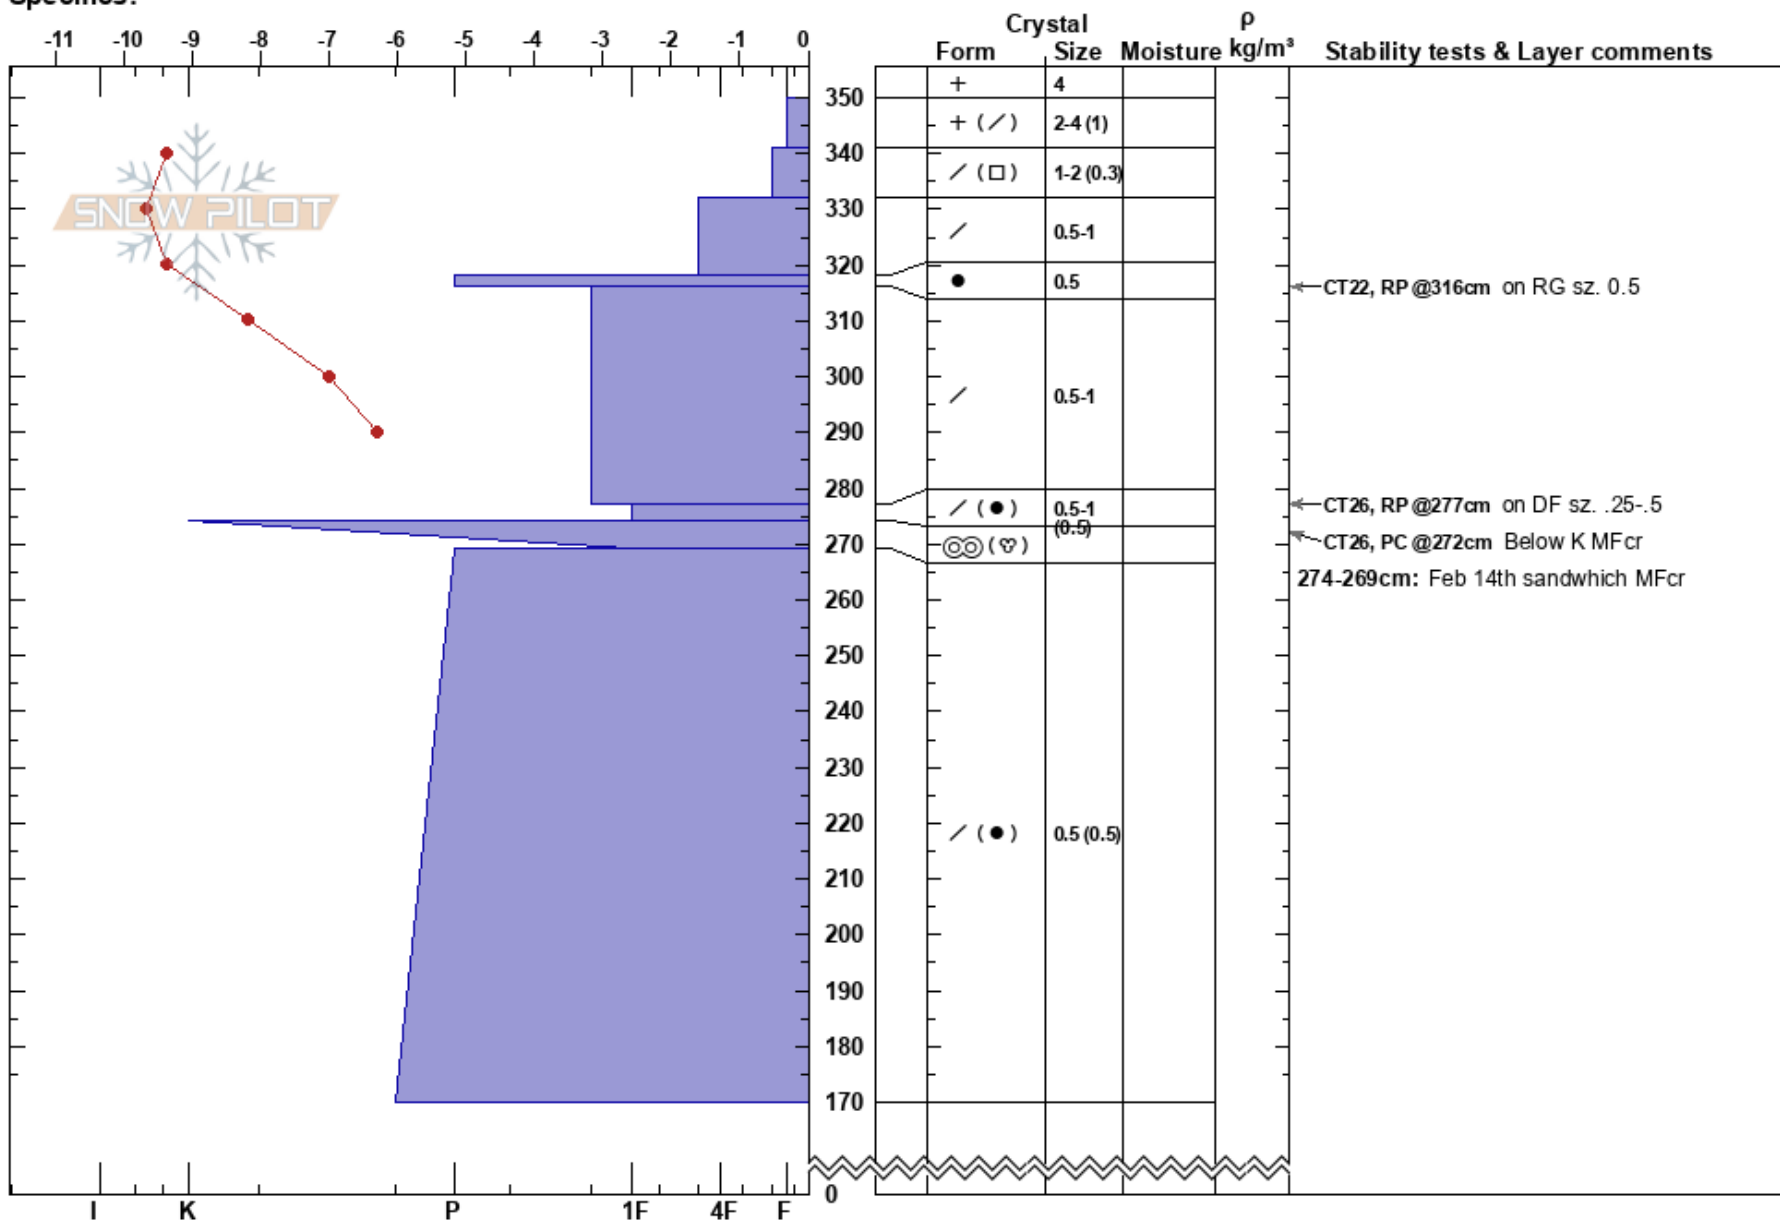 Crystal ρ
-11 -10 -9 -8 -7 -6 -5 -4 -3 -2 -1 0 Form Size Moisture kg/m³ Stability tests & Layer comments
+ 4
350
+ ( ∕ ) 2-4 (1)
340
∕ ( □ ) 1-2 (0.3)
SNOW PILOT
330
∕ 0.5-1
320
● 0.5 CT22, RP @316cm on RG sz. 0.5
310
300
∕ 0.5-1
290
280
∕ ( ● ) 0.5-1 CT26, RP @277cm on DF sz. .25-.5
(0.5)
270 CT26, PC @272cm Below K MFcr
274-269cm: Feb 14th sandwhich MFcr
260
250
240
230
220 ∕ ( ● ) 0.5 (0.5)
210
200
190
180
170
0
I K P 1F 4F F